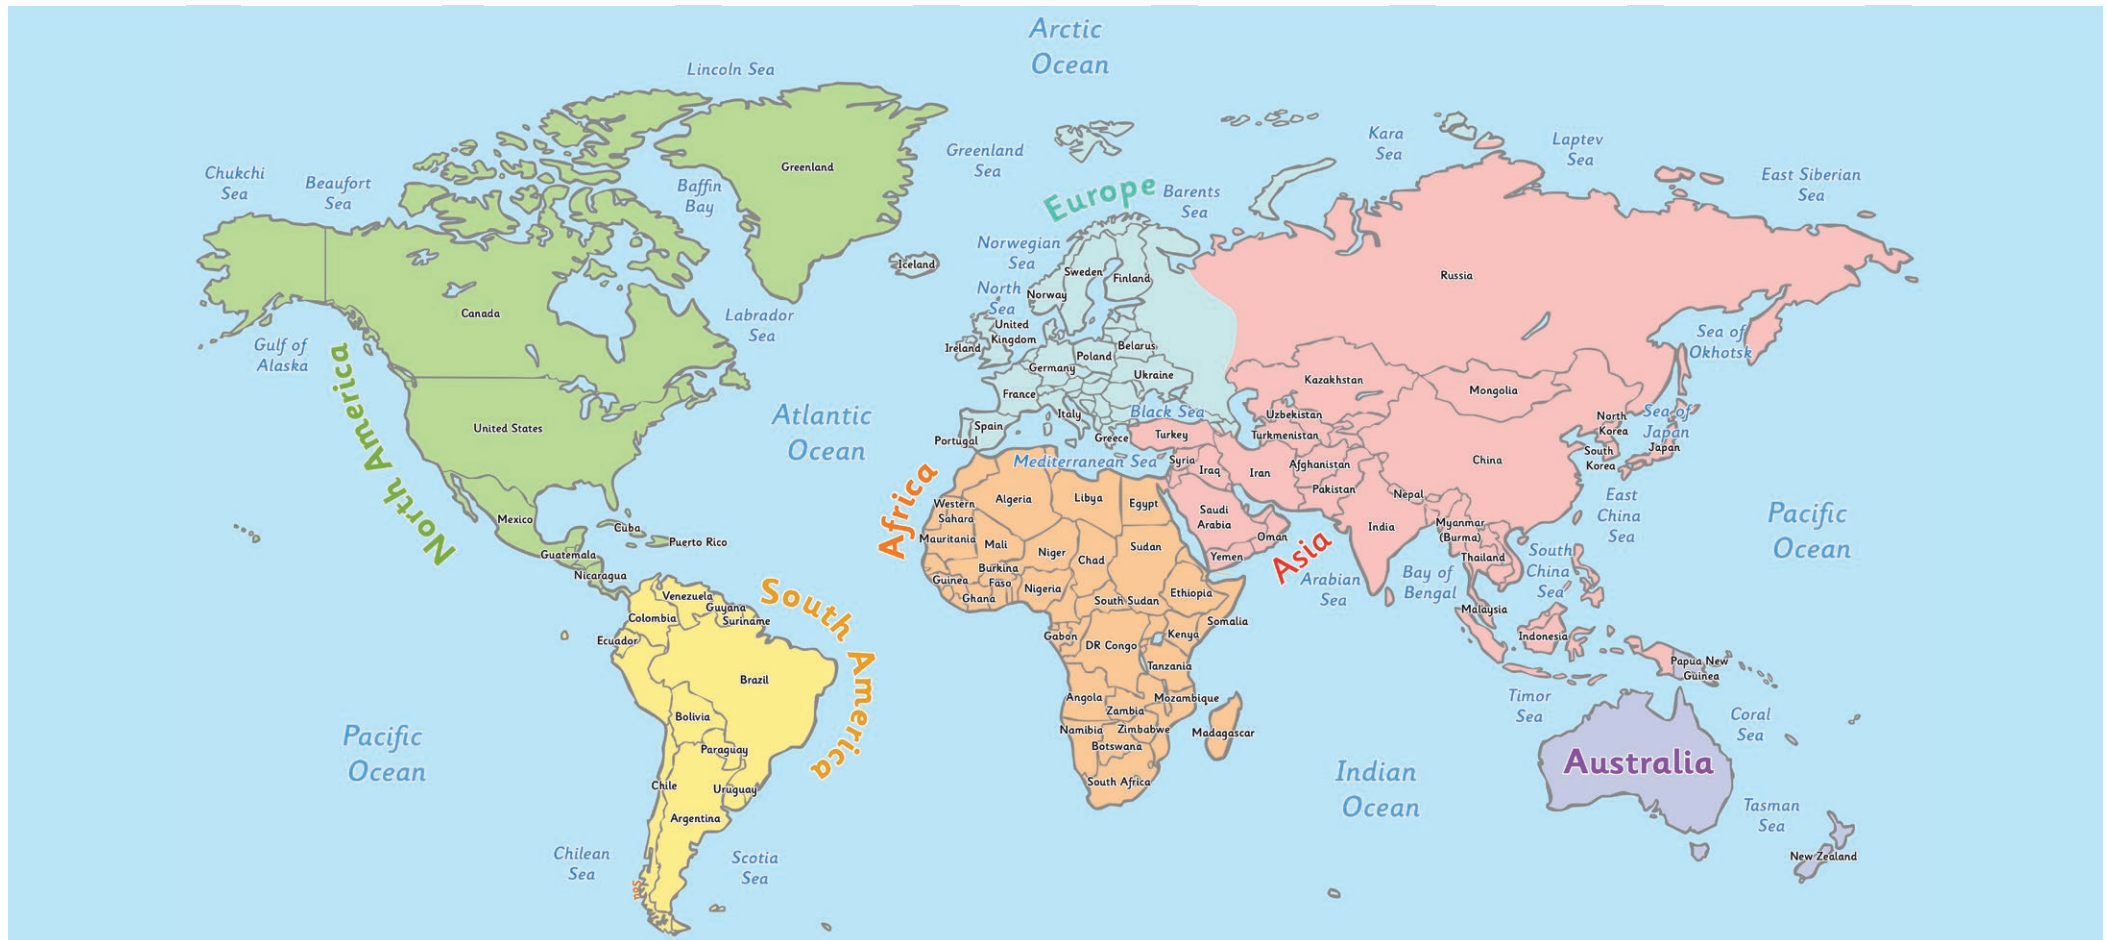 Arctic
Ocean
Lincoln Sea
Chukchi
Sea
Beaufort
Sea
Baffin
Bay
Greenland
Greenland
Sea
Kara
Sea
Laptev
Sea
East Siberian
Sea
Europe
Barents
Sea
Norwegian
Sea
Iceland
Sweden
Finland
Norway
North
Sea
Russia
Canada
Labrador
Sea
Gulf of
Alaska
United
Kingdom
Ireland
Belarus
Poland
Germany
Ukraine
France
Italy
Spain
Portugal
Greece
Black Sea
Sea of
Okhotsk
Kazakhstan
Mongolia
Uzbekistan
Turkmenistan
Turkey
North
Korea
South
Korea
Sea of
Japan
Japan
North America
United States
Atlantic
Ocean
Mediterranean Sea
Syria
Iraq
Iran
Afghanistan
Pakistan
China
Nepal
India
Myanmar
(Burma)
Thailand
East
China
Sea
South
China
Sea
Pacific
Ocean
Africa
Western
Sahara
Algeria
Libya
Egypt
Saudi
Arabia
Oman
Yemen
Asia
Arabian
Sea
Bay of
Bengal
Mexico
Cuba
Puerto Rico
Guatemala
Nicaragua
Mauritania
Mali
Niger
Chad
Sudan
Burkina
Faso
Guinea
Ghana
Nigeria
South Sudan
Ethiopia
Somalia
Gabon
DR Congo
Kenya
Tanzania
Angola
Zambia
Mozambique
Namibia
Zimbabwe
Botswana
Madagascar
South Africa
Malaysia
Indonesia
Papua New
Guinea
South America
Venezuela
Guyana
Suriname
Colombia
Ecuador
Brazil
Bolivia
Paraguay
Chile
Uruguay
Argentina
Pacific
Ocean
Chilean
Sea
Scotia
Sea
Sou
Indian
Ocean
Timor
Sea
Coral
Sea
Australia
Tasman
Sea
New Zealand